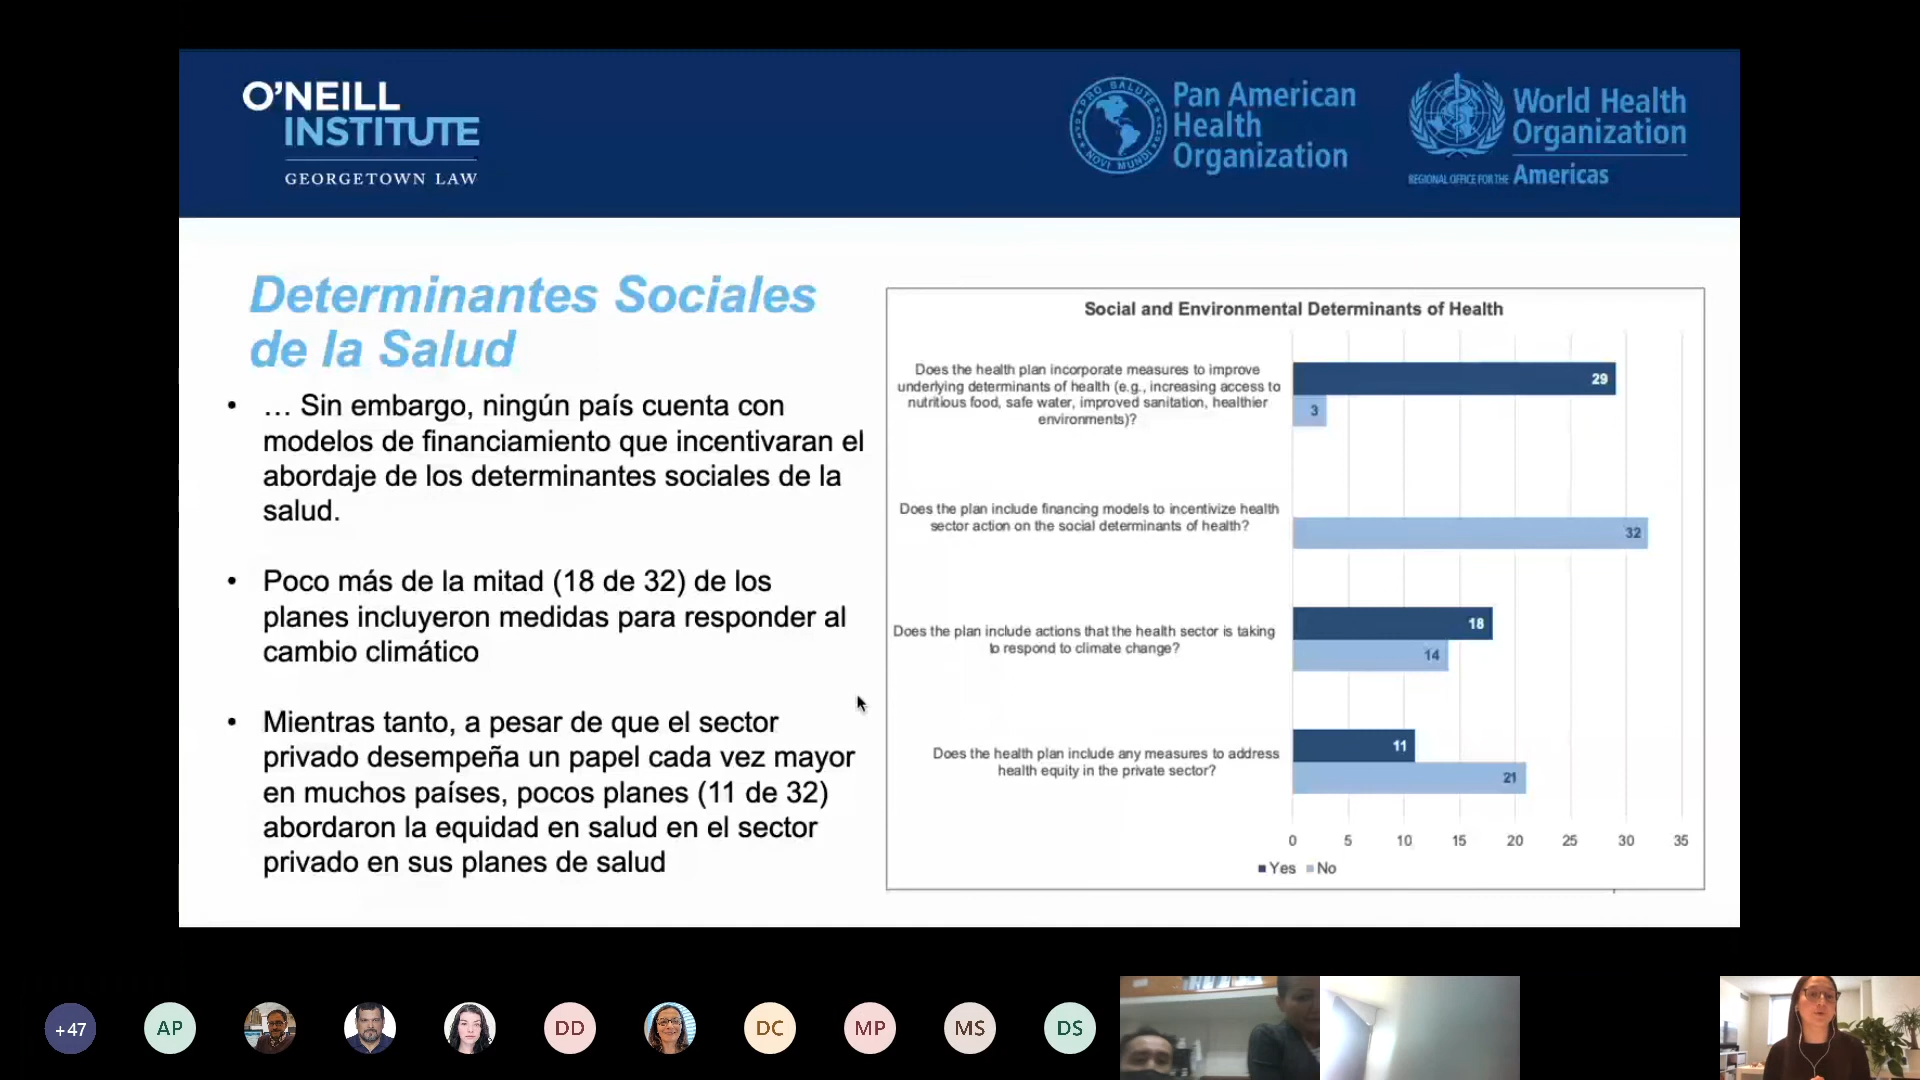 O'NEILL
INSTITUTE
GEORGETOWN LAW
PRO SALUTE
NOVI MUNDI
Pan American
Health
Organization
World Health
Organization
REGIONAL OFFICE FOR THE Americas
Determinantes Sociales
de la Salud
• … Sin embargo, ningún país cuenta con
modelos de financiamiento que incentivaran el
abordaje de los determinantes sociales de la
salud.
• Poco más de la mitad (18 de 32) de los
planes incluyeron medidas para responder al
cambio climático
• Mientras tanto, a pesar de que el sector
privado desempeña un papel cada vez mayor
en muchos países, pocos planes (11 de 32)
abordaron la equidad en salud en el sector
privado en sus planes de salud
Social and Environmental Determinants of Health
Does the health plan incorporate measures to improve
underlying determinants of health (e.g., increasing access to
nutritious food, safe water, improved sanitation, healthier
environments)?
29
3
Does the plan include financing models to incentivize health
sector action on the social determinants of health?
32
Does the plan include actions that the health sector is taking
to respond to climate change?
18
14
Does the health plan include any measures to address
health equity in the private sector?
11
21
0 5 10 15 20 25 30 35
Yes No
+47 AP DD DC MP MS DS